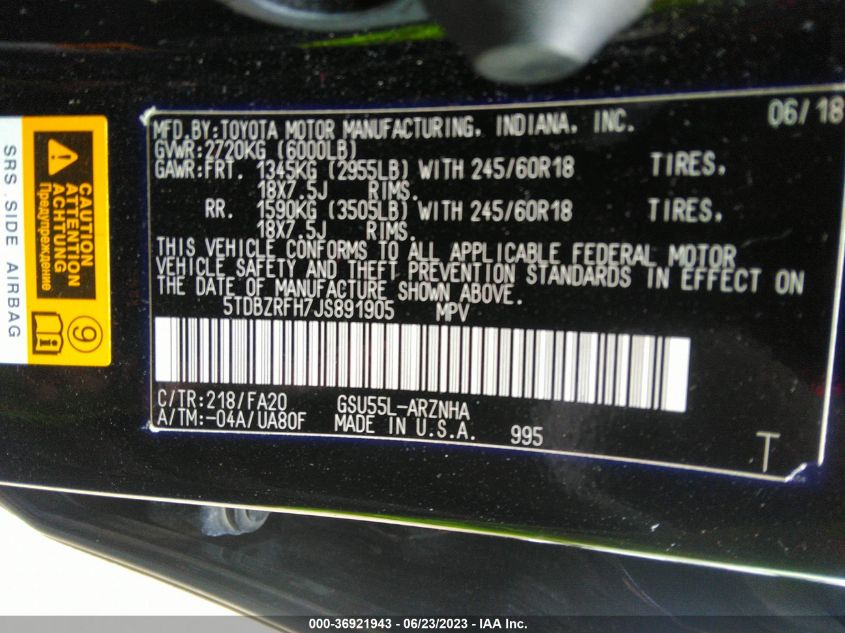 MFD.BY:TOYOTA MOTOR MANUFACTURING, INDIANA, INC. 06/18
GVWR:2720KG (6000LB)
GAWR:FRT. 1345KG (2955LB) WITH 245/60R18 TIRES,
18X7.5J RIMS.
RR. 1590KG (3505LB) WITH 245/60R18 TIRES,
18X7.5J RIMS.
THIS VEHICLE CONFORMS TO ALL APPLICABLE FEDERAL MOTOR
VEHICLE SAFETY AND THEFT PREVENTION STANDARDS IN EFFECT ON
THE DATE OF MANUFACTURE SHOWN ABOVE.
5TDBZRFH7JS891905 MPV
C/TR:218/FA20 GSU55L-ARZNHA
A/TM:-04A/UA80F MADE IN U.S.A. 995
T
SRS SIDE AIRBAG
CAUTION
ATTENTION
ACHTUNG
Предупреждение
9
000-36921943 / 06/23/2023 - IAA Inc.